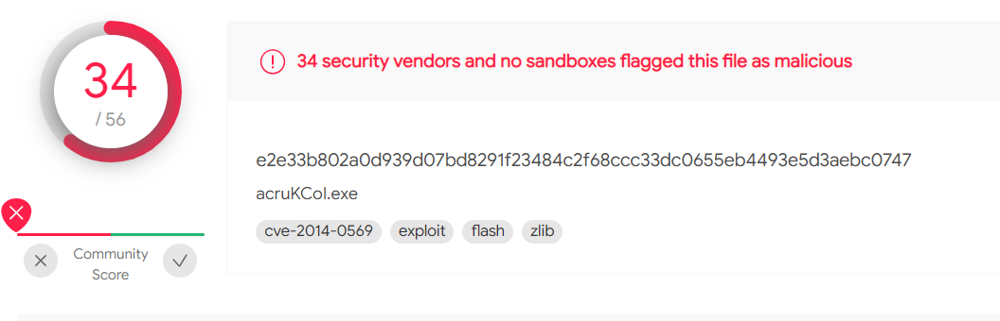 34
/ 56
Community
Score
34 security vendors and no sandboxes flagged this file as malicious
e2e33b802a0d939d07bd8291f23484c2f68ccc33dc0655eb4493e5d3aebc0747
acruKCol.exe
cve-2014-0569 exploit flash zlib